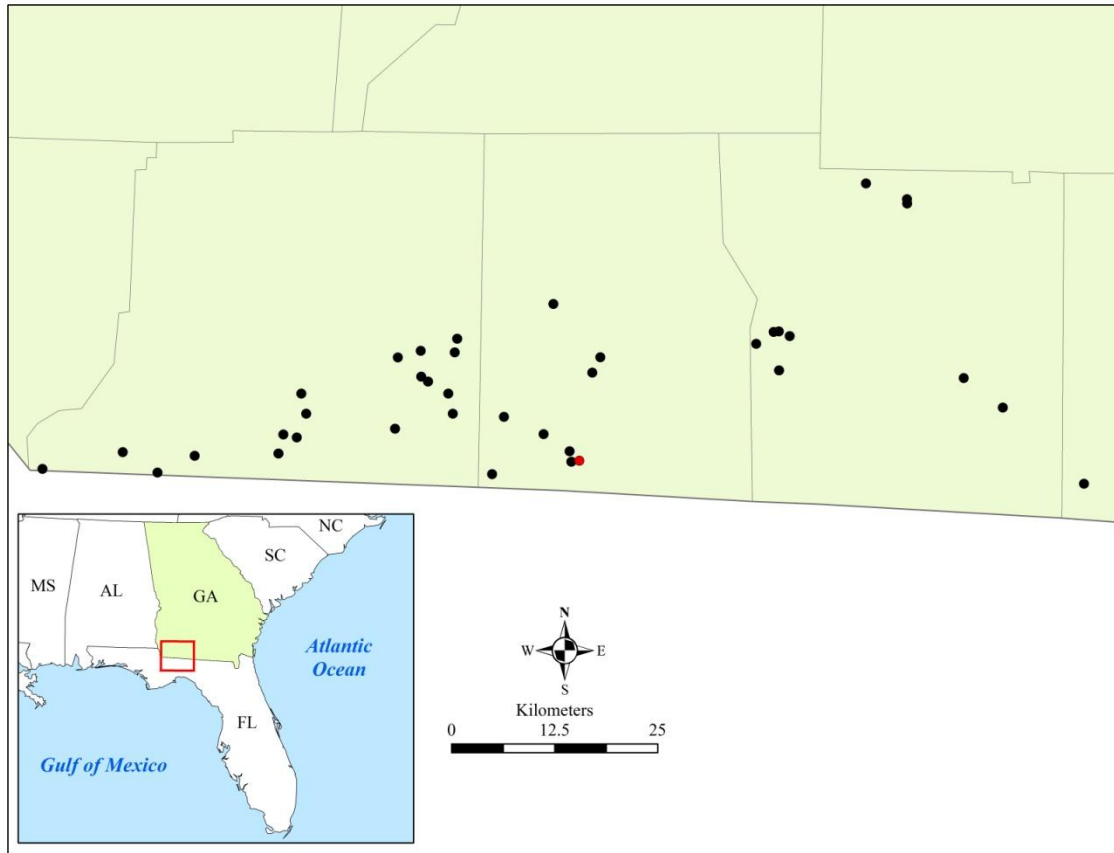 NC
SC
MS
AL
GA
Atlantic
Ocean
FL
Gulf of Mexico
N
W E
S
Kilometers
0 12.5 25